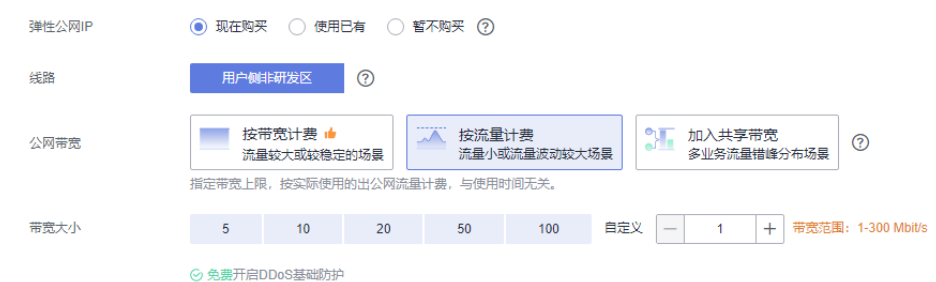 弹性公网IP 现在购买 使用已有 暂不购买 ?
线路 用户侧非研发区 ?
公网带宽 按带宽计费 按流量计费 加入共享带宽 ?
流量较大或较稳定的场景 流量小或流量波动较大场景 多业务流量错峰分布场景
指定带宽上限，按实际使用的出公网流量计费，与使用时间无关。
带宽大小 5 10 20 50 100 自定义 — 1 + 带宽范围：1-300 Mbit/s
免费开启DDoS基础防护